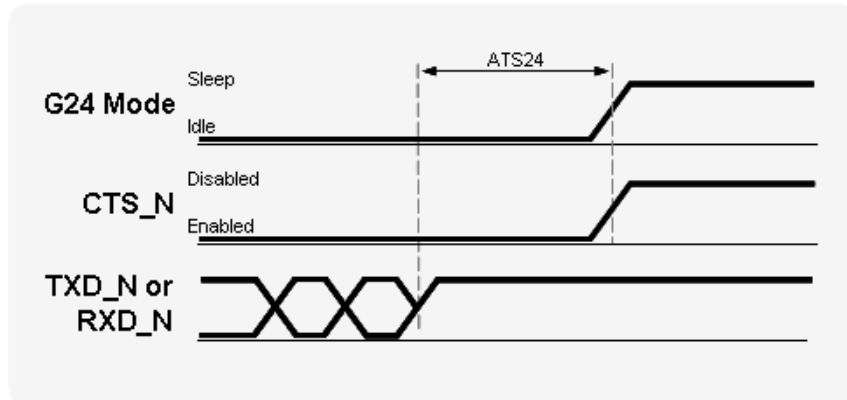 ATS24
Sleep
G24 Mode
Idle
Disabled
CTS_N
Enabled
TXD_N or
RXD_N